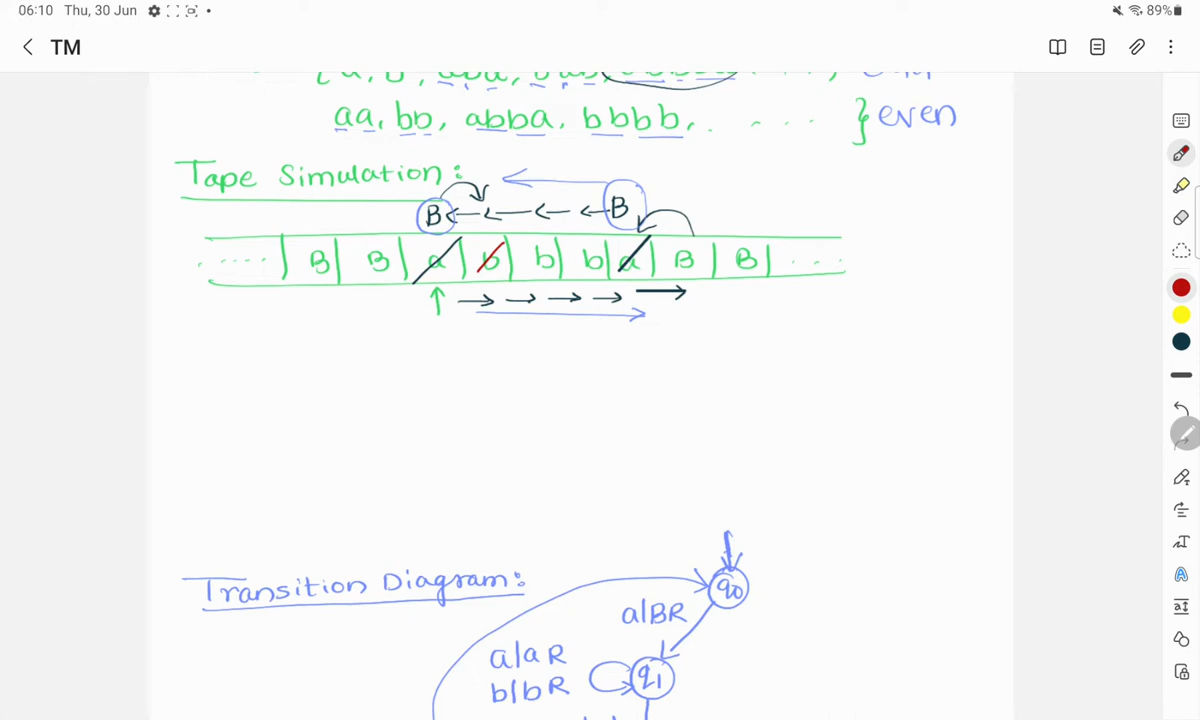 06:10 Thu, 30 Jun 89%
TM
aa, bb, abba, bbbb, . . . . . } even
Tape Simulation:
B B
..... | B | B | a | b | b | b | a | B | B | ....
Transition Diagram:
q0
a|BR
a|aR
q1
b|bR